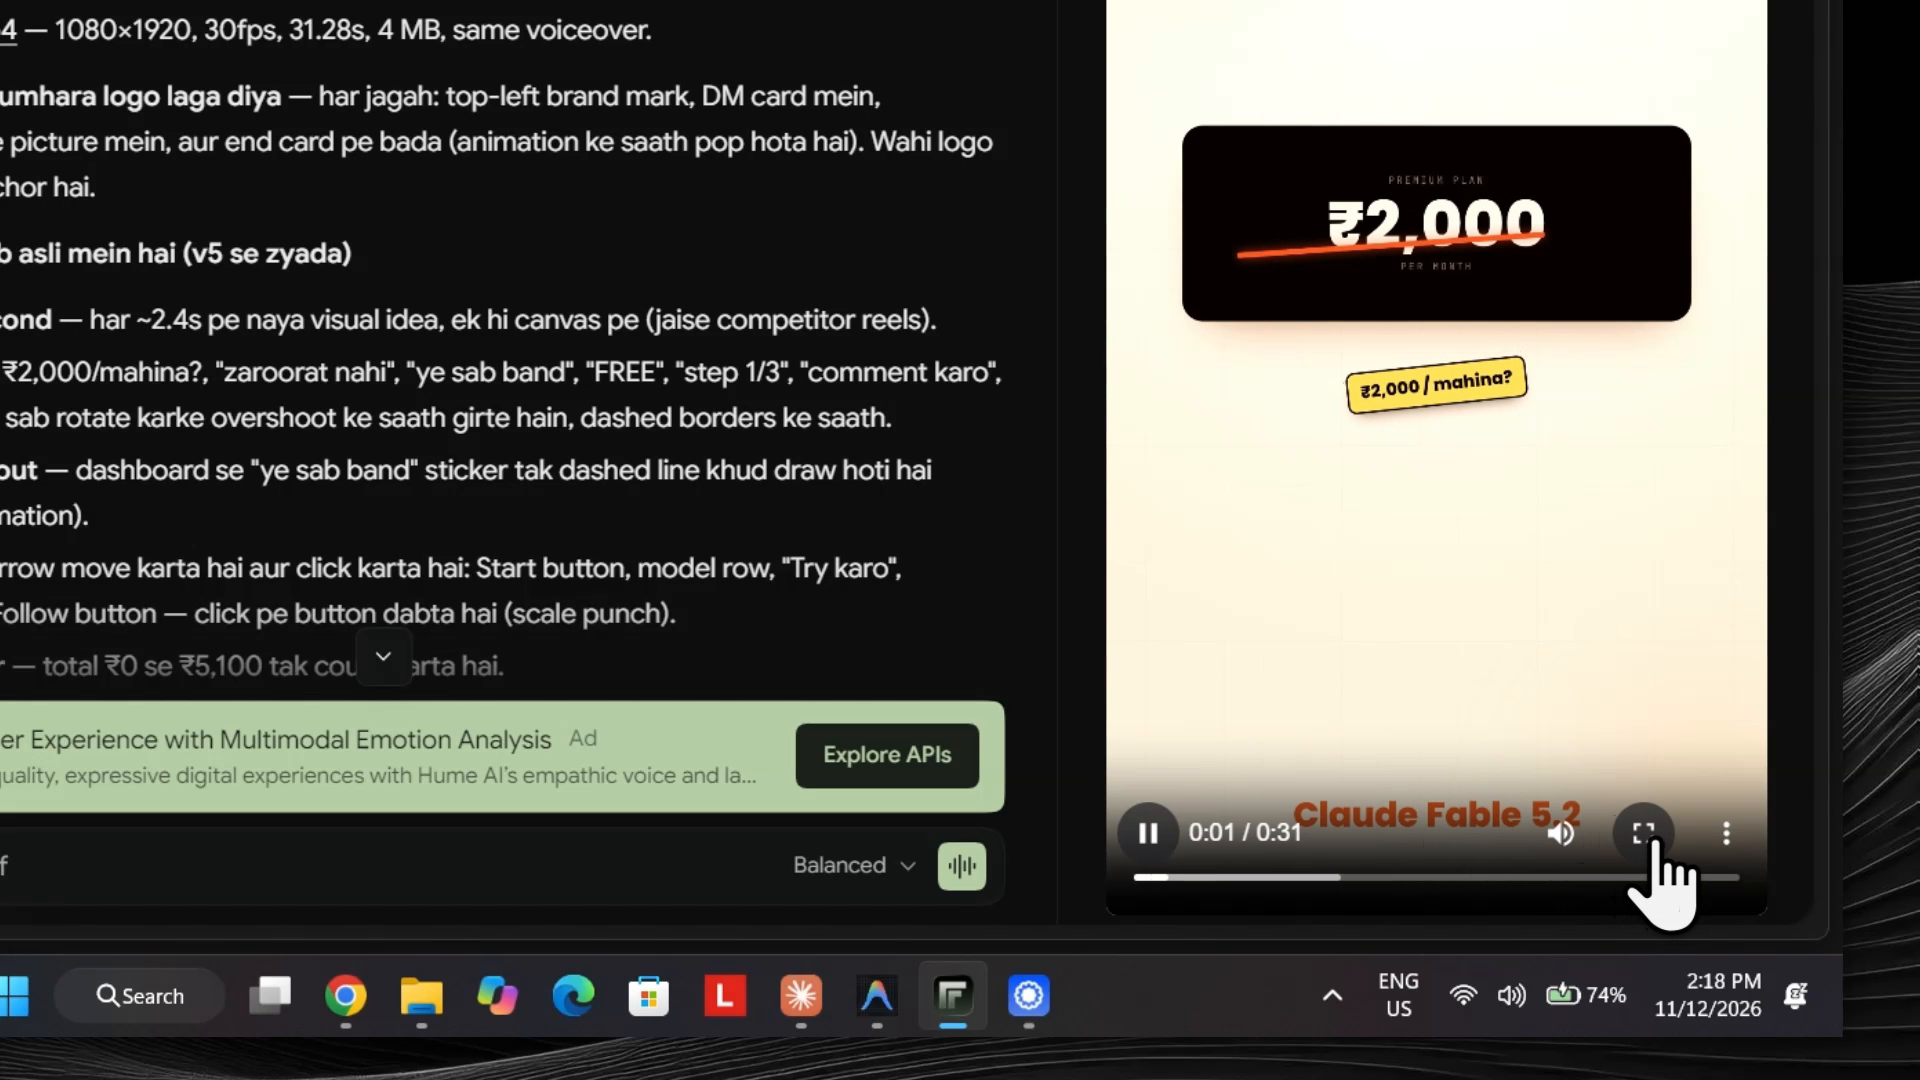 4 — 1080×1920, 30fps, 31.28s, 4 MB, same voiceover.
umhara logo laga diya — har jagah: top-left brand mark, DM card mein,
e picture mein, aur end card pe bada (animation ke saath pop hota hai). Wahi logo
chor hai.
b asli mein hai (v5 se zyada)
cond — har ~2.4s pe naya visual idea, ek hi canvas pe (jaise competitor reels).
₹2,000/mahina?, "zaroorat nahi", "ye sab band", "FREE", "step 1/3", "comment karo",
sab rotate karke overshoot ke saath girte hain, dashed borders ke saath.
out — dashboard se "ye sab band" sticker tak dashed line khud draw hoti hai
mation).
rrow move karta hai aur click karta hai: Start button, model row, "Try karo",
Follow button — click pe button dabta hai (scale punch).
r — total ₹0 se ₹5,100 tak cou arta hai.
er Experience with Multimodal Emotion Analysis Ad
quality, expressive digital experiences with Hume AI's empathic voice and la...
Explore APIs
f
Balanced
PREMIUM PLAN
₹2,000
PER MONTH
₹2,000 / mahina?
Claude Fable 5.2
0:01 / 0:31
Search
L
ENG
US
74%
2:18 PM
11/12/2026